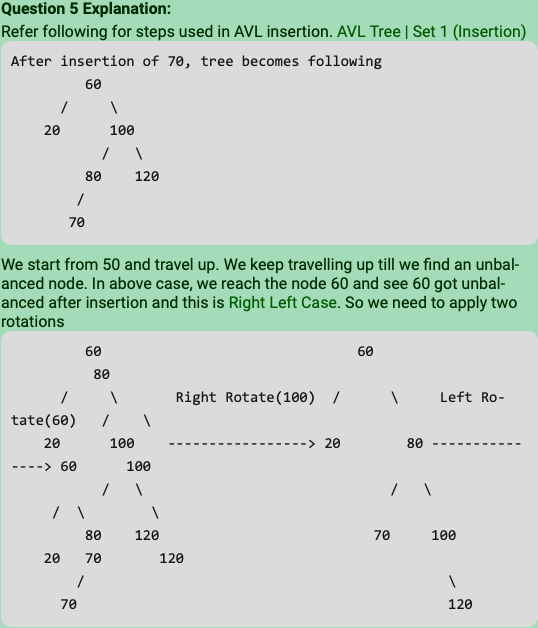 Question 5 Explanation:
Refer following for steps used in AVL insertion. AVL Tree | Set 1 (Insertion)
After insertion of 70, tree becomes following
60
/ \
20 100
/ \
80 120
/
70
We start from 50 and travel up. We keep travelling up till we find an unbal-
anced node. In above case, we reach the node 60 and see 60 got unbal-
anced after insertion and this is Right Left Case. So we need to apply two
rotations
60 60
80
/ \ Right Rotate(100) / \ Left Ro-
tate(60) / \
20 100 -----------------> 20 80 -----------
----> 60 100
/ \ / \
/ \ \
80 120 70 100
20 70 120
/ \
70 120